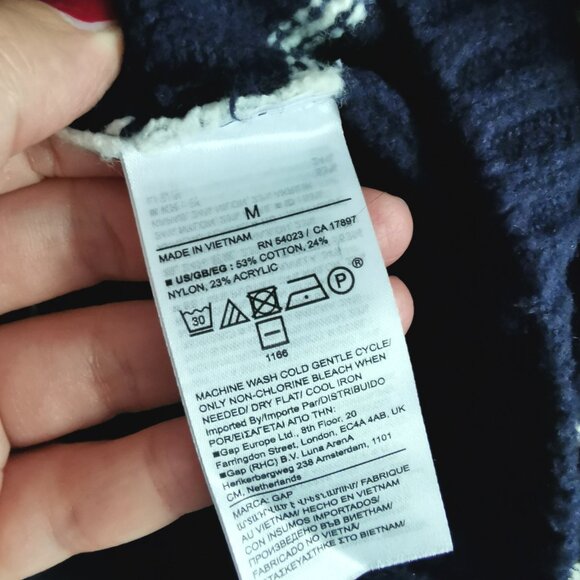 M
MADE IN VIETNAM
RN 54023 / CA 17897
■ US/GB/EG : 53% COTTON, 24%
NYLON, 23% ACRYLIC
30
P
®
1166
MACHINE WASH COLD GENTLE CYCLE/
ONLY NON-CHLORINE BLEACH WHEN
NEEDED/ DRY FLAT/ COOL IRON
Imported By/Importe Par/DISTRIBUIDO
POR/ΕΙΣΑΓΕΤΑΙ ΑΠΟ ΤΗΝ:
■Gap Europe Ltd., 8th Floor, 20
Farringdon Street, London, EC4A 4AB, UK
■Gap (RHC) B.V. Luna ArenA
Herikerbergweg 238 Amsterdam, 1101
CM, Netherlands
MARCA: GAP
FABRIQUÉ
AU VIETNAM/ HECHO EN VIETNAM
CON INSUMOS IMPORTADOS/
ПРОИЗВЕДЕНО ВЪВ ВИЕТНАМ/
FABRICADO NO VIETNÃ/
ΚΑΤΑΣΚΕΥΑΣΤΗΚΕ ΣΤΟ ΒΙΕΤΝΑΜ/